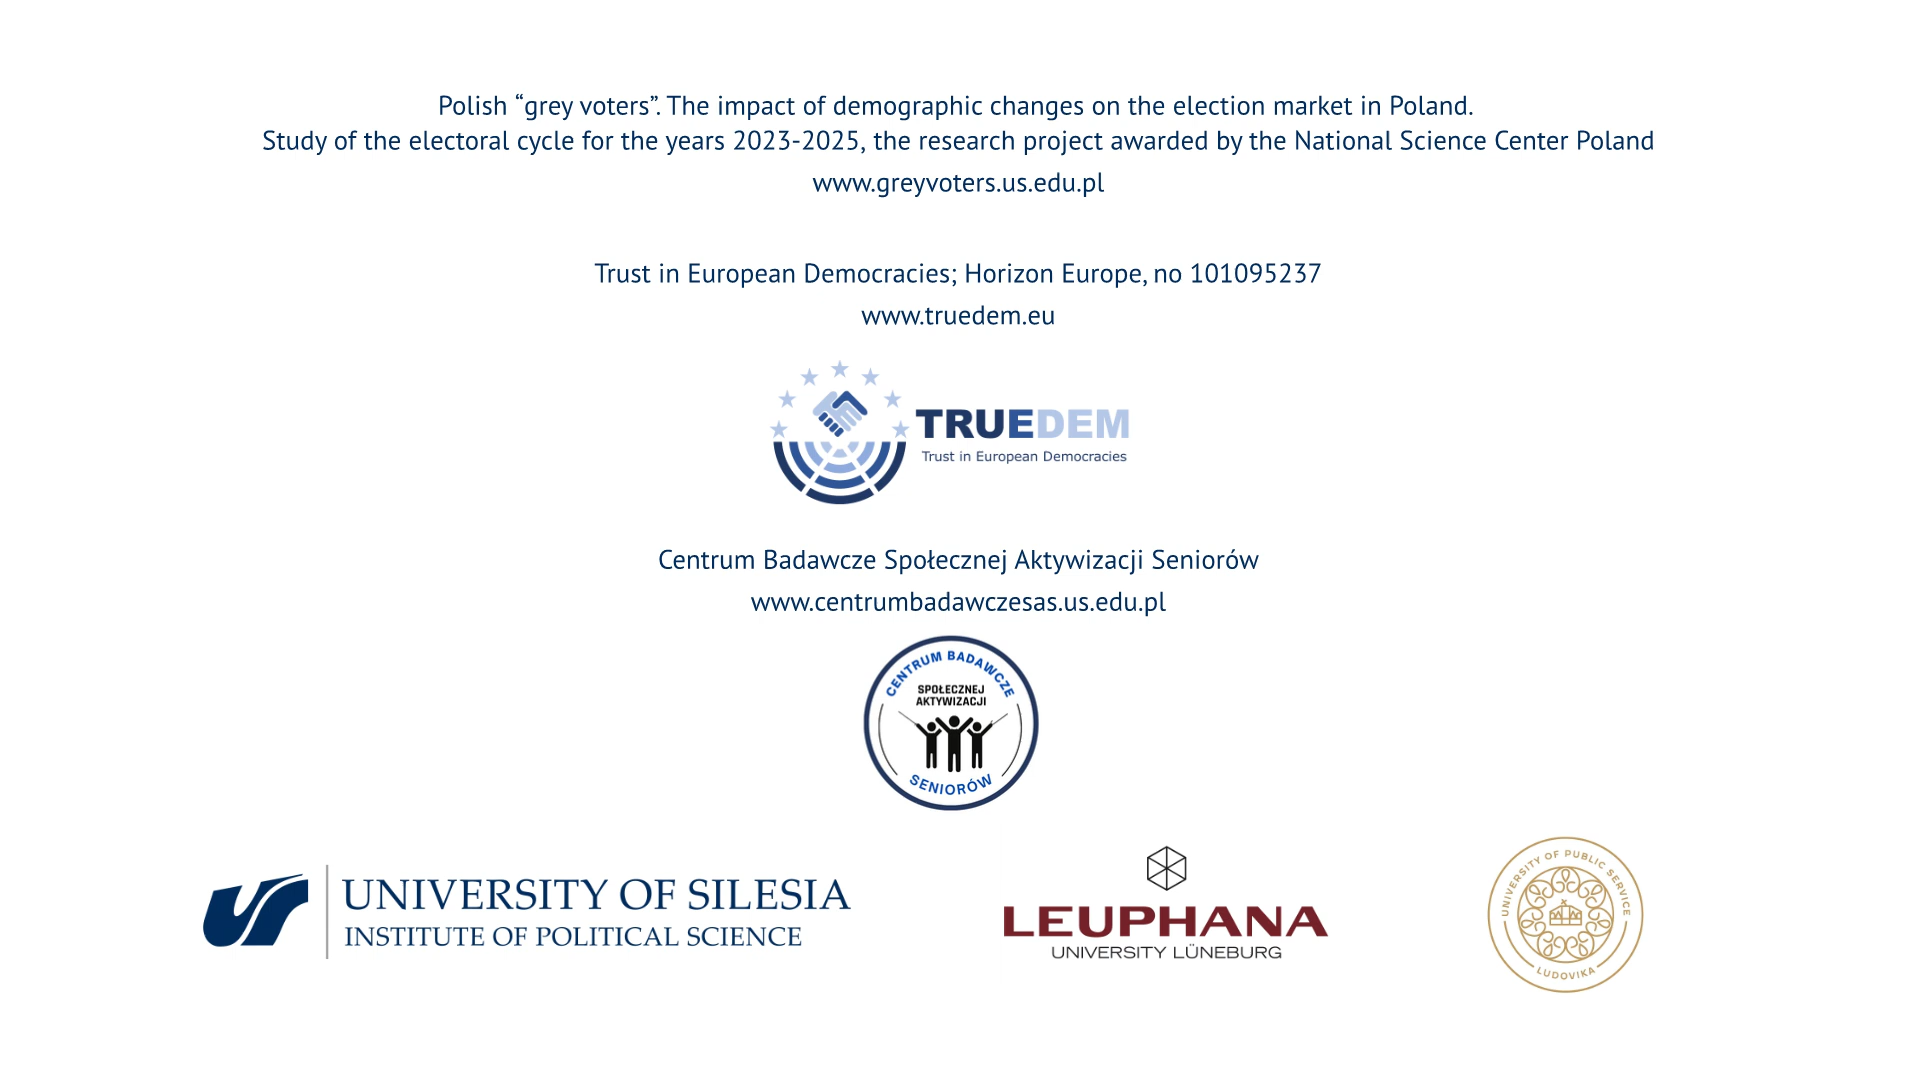 Polish “grey voters”. The impact of demographic changes on the election market in Poland.
Study of the electoral cycle for the years 2023-2025, the research project awarded by the National Science Center Poland
www.greyvoters.us.edu.pl
Trust in European Democracies; Horizon Europe, no 101095237
www.truedem.eu
TRUEDEM
Trust in European Democracies
Centrum Badawcze Społecznej Aktywizacji Seniorów
www.centrumbadawczesas.us.edu.pl
CENTRUM BADAWCZE
SPOŁECZNEJ
AKTYWIZACJI
SENIORÓW
UNIVERSITY OF SILESIA
INSTITUTE OF POLITICAL SCIENCE
LEUPHANA
UNIVERSITY LÜNEBURG
UNIVERSITY OF PUBLIC SERVICE
LUDOVIKA